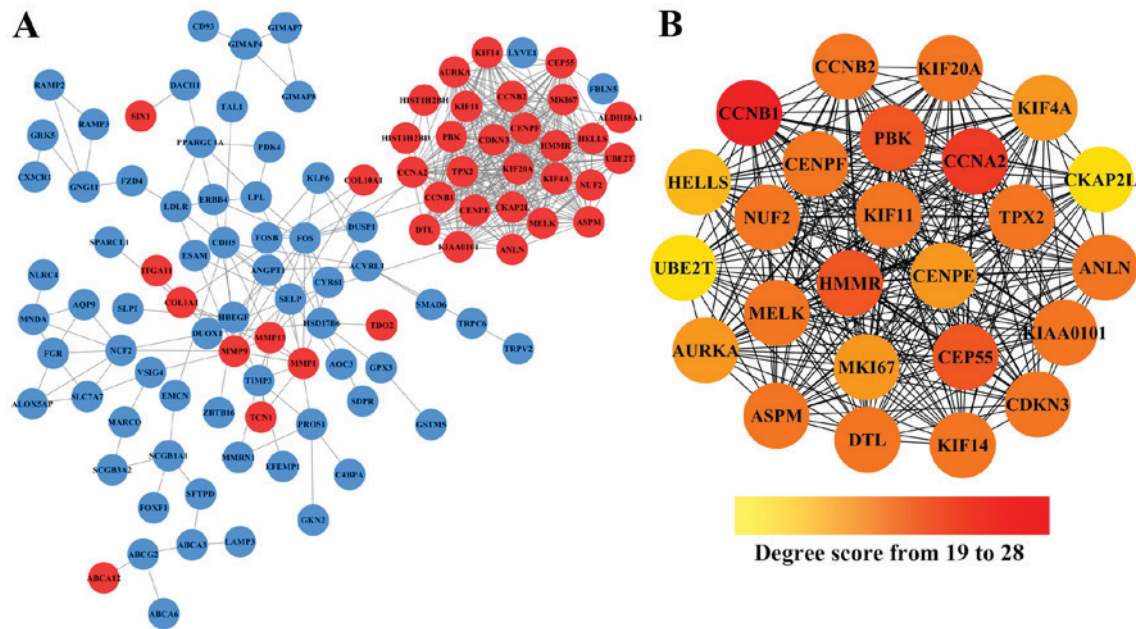 A
CD93
GIMAP7
GIMAP4
GIMAP8
RAMP2
DACH1
TAL1
SIX1
RAMP3
GRK5
PPARGC1A
PDK4
CX3CR1
GNG11
FZD4
LDLR
ERBB4
LPL
KLF6
COL10A1
KIF14
LYVE1
CEP55
AURKA
FBLN5
HIST1H2BH
KIF11
CCNB2
MKI67
ALDH18A1
HIST1H2BD
PBK
CDKN3
CENPF
HELLS
HMMR
UBE2T
CCNA2
TPX2
KIF20A
KIF4A
NUF2
CCNB1
CENPE
CKAP2L
MELK
ASPM
DTL
KIAA0101
ANLN
SPARCL1
ESAM
CDH5
FOSB
FOS
DUSP1
NLRC4
ITGA11
ANGPT1
ACVRL1
CYR61
AQP9
SLPI
COL1A1
SELP
SMAD6
MNDA
HBEGF
HSD17B6
TDO2
TRPC6
DUOX1
MMP13
TRPV2
FGR
NCF2
MMP9
MMP1
VSIG4
TIMP3
AOC3
GPX3
ALOX5AP
SLC7A7
EMCN
ZBTB16
SDPR
MARCO
TCN1
PROS1
GSTM5
SCGB3A2
SCGB1A1
MMRN1
EFEMP1
C4BPA
FOXF1
SFTPD
GKN2
ABCG2
ABCA3
LAMP3
ABCA12
ABCA6
B
CCNB2
KIF20A
CCNB1
KIF4A
PBK
CENPF
CCNA2
HELLS
CKAP2L
NUF2
KIF11
TPX2
UBE2T
HMMR
CENPE
ANLN
MELK
KIAA0101
AURKA
MKI67
CEP55
ASPM
CDKN3
DTL
KIF14
Degree score from 19 to 28